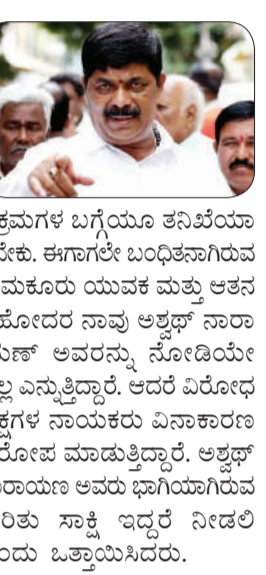 ಕ್ರಮಗಳ ಬಗ್ಗೆಯೂ ತನಿಖೆಯಾ
ಬೇಕು. ಈಗಾಗಲೇ ಬಂಧಿತನಾಗಿರುವ
ಮಕೂರು ಯುವಕ ಮತ್ತು ಆತನ
ಹೋದರ ನಾವು ಅಶ್ವಥ್ ನಾರಾ
ಯಣ್ ಅವರನ್ನು ನೋಡಿಯೇ
ಲ್ಲ ಎನ್ನುತ್ತಿದ್ದಾರೆ. ಆದರೆ ವಿರೋಧ
ಕ್ಷಗಳ ನಾಯಕರು ವಿನಾಕಾರಣ
ರೋಪ ಮಾಡುತ್ತಿದ್ದಾರೆ. ಅಶ್ವಥ್
ನಾರಾಯಣ ಅವರು ಭಾಗಿಯಾಗಿರುವ
ರಿತು ಸಾಕ್ಷಿ ಇದ್ದರೆ ನೀಡಲಿ
ಎಂದು ಒತ್ತಾಯಿಸಿದರು.